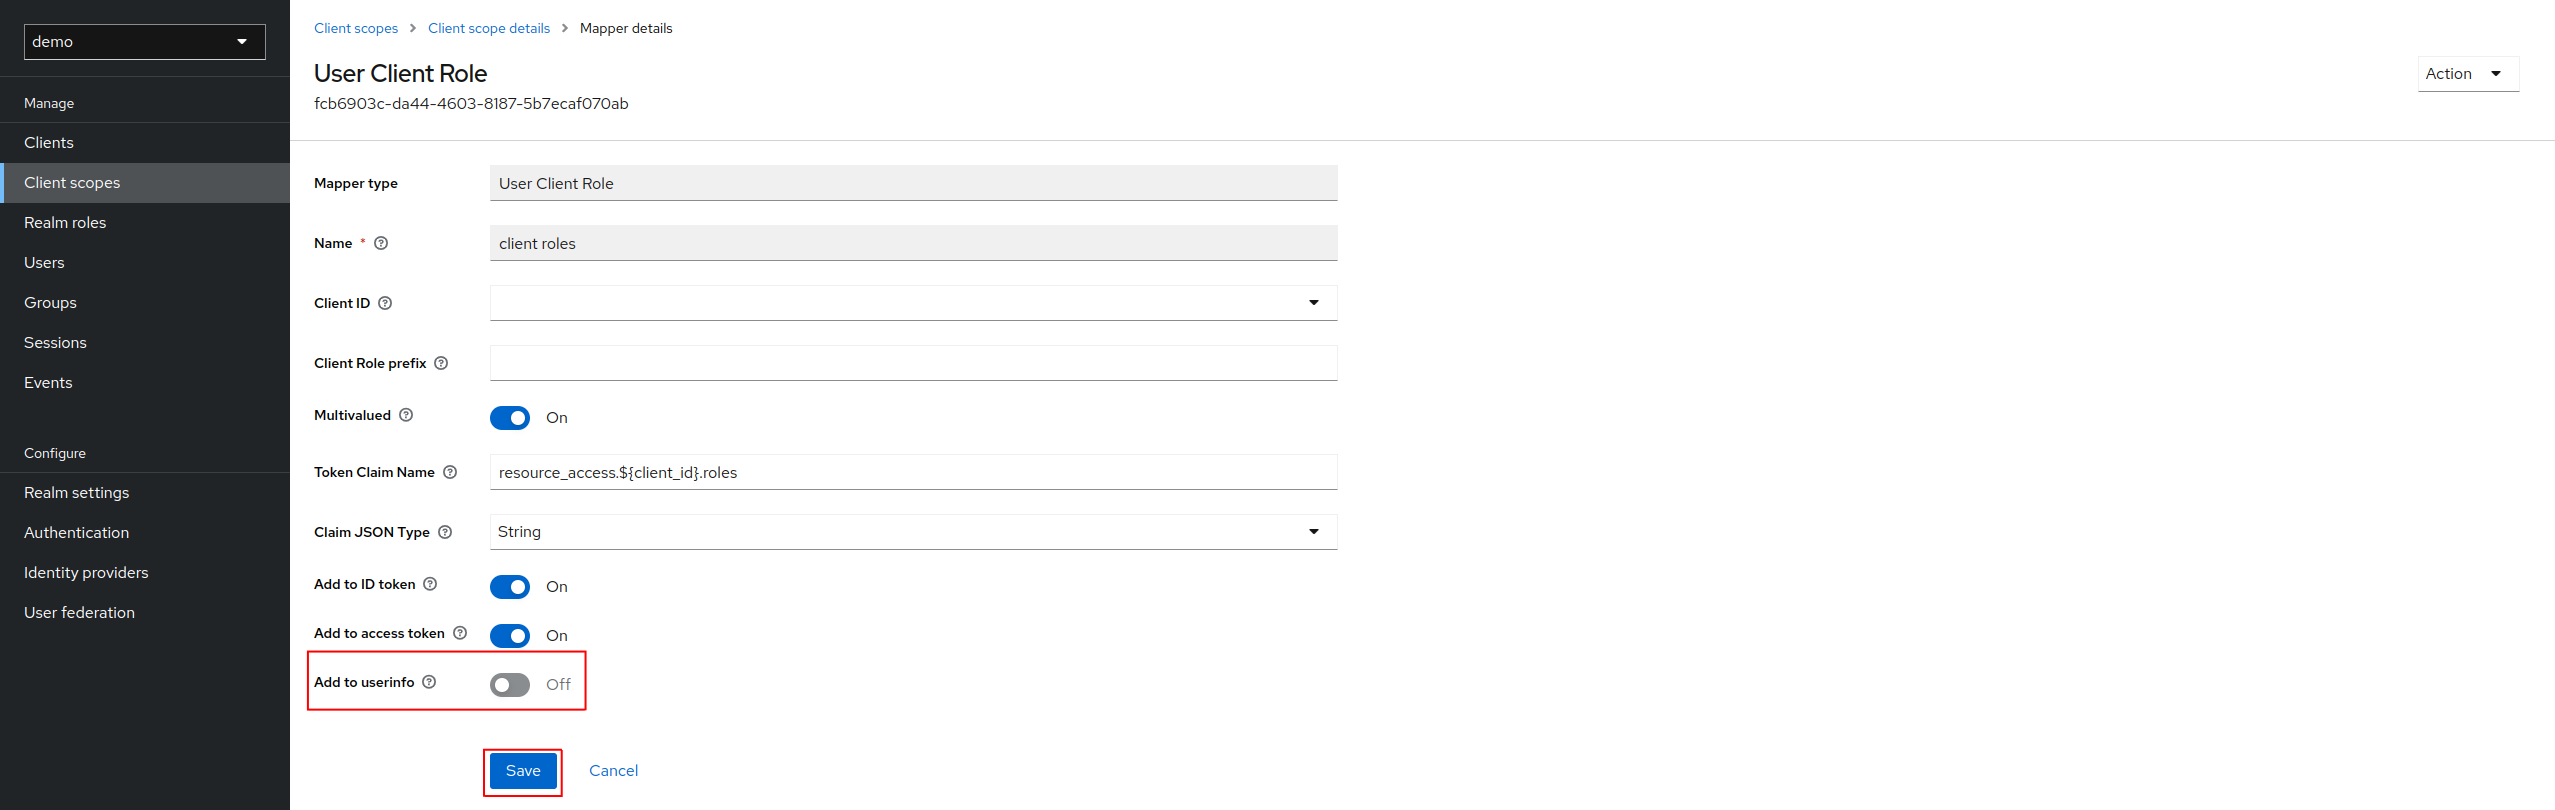 demo
Manage
Clients
Client scopes
Realm roles
Users
Groups
Sessions
Events
Configure
Realm settings
Authentication
Identity providers
User federation
Client scopes > Client scope details > Mapper details
User Client Role
fcb6903c-da44-4603-8187-5b7ecaf070ab
Action
Mapper type User Client Role
Name * client roles
Client ID
Client Role prefix
Multivalued On
Token Claim Name resource_access.${client_id}.roles
Claim JSON Type String
Add to ID token On
Add to access token On
Add to userinfo Off
Save Cancel